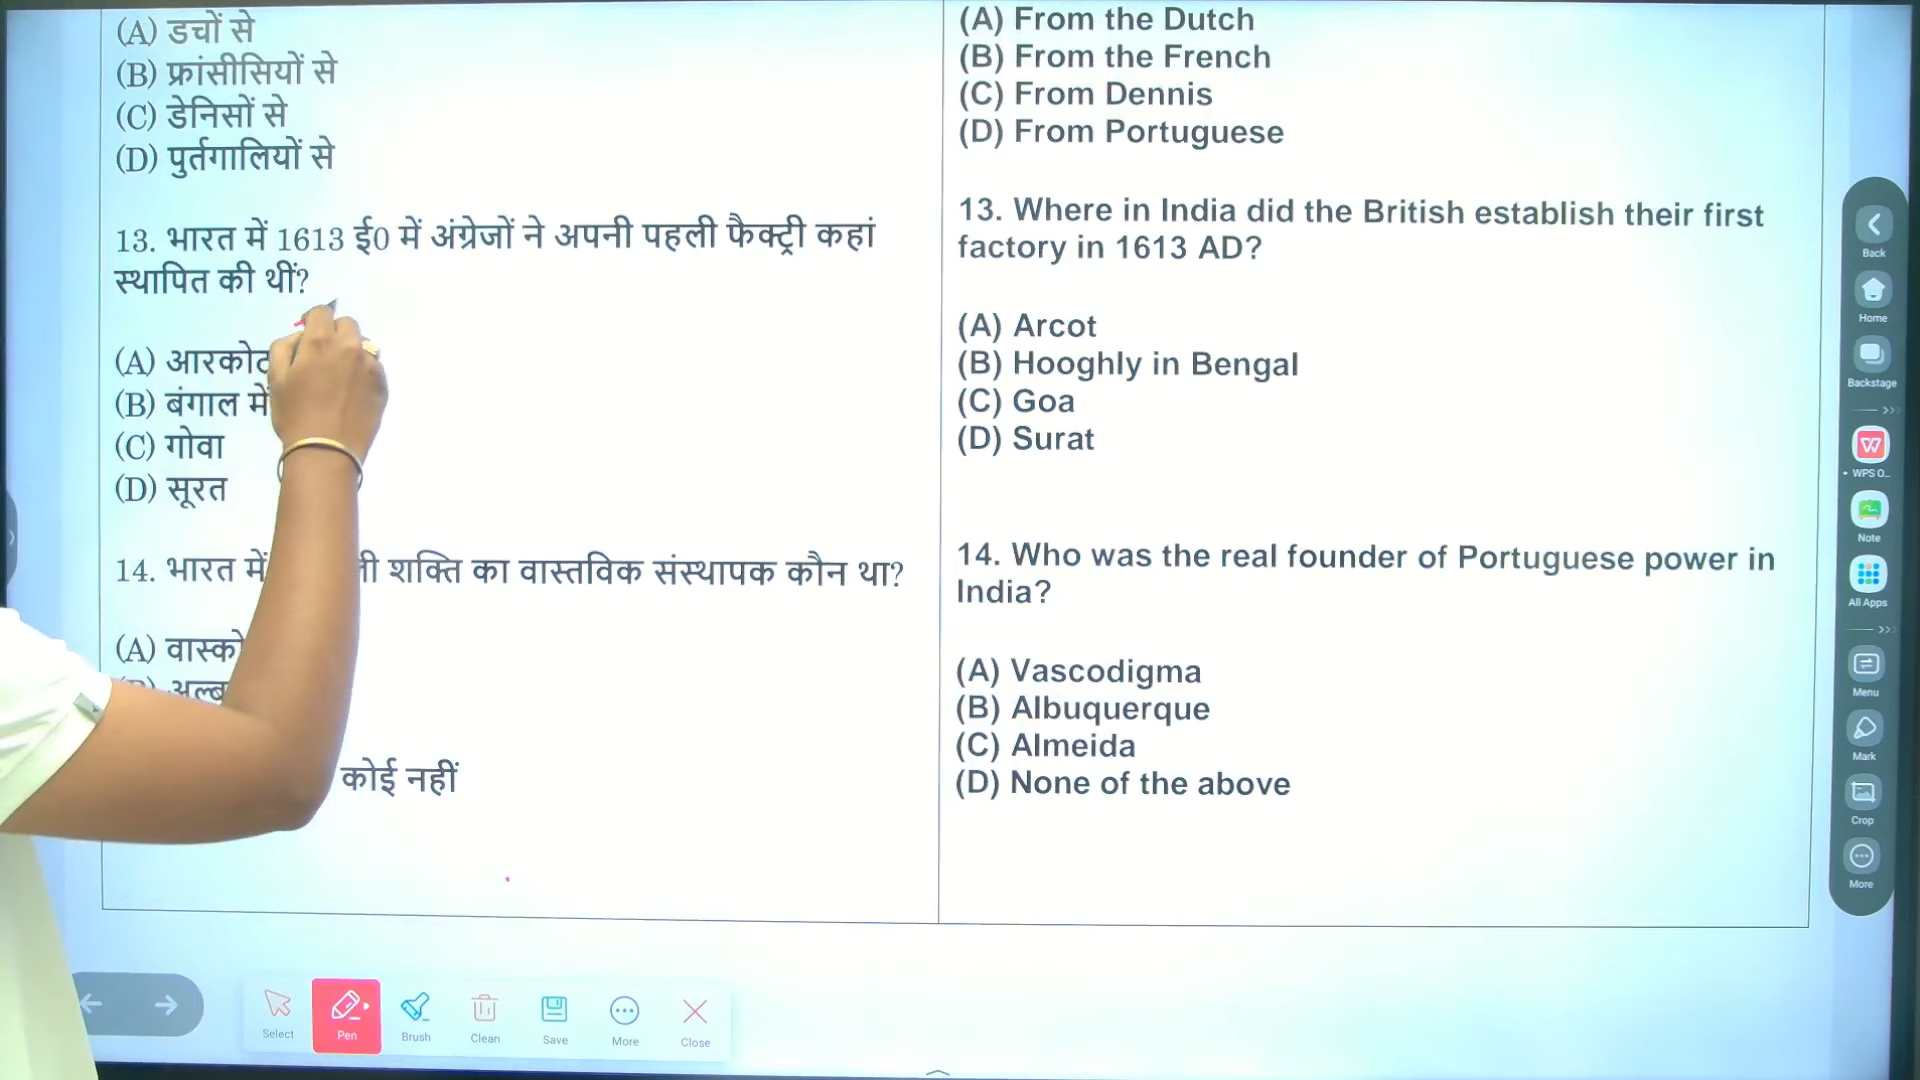 (A) डचों से
(B) फ्रांसीसियों से
(C) डेनिसों से
(D) पुर्तगालियों से
13. भारत में 1613 ई0 में अंग्रेजों ने अपनी पहली फैक्ट्री कहां
स्थापित की थीं?
(A) आरकोट
(B) बंगाल में
(C) गोवा
(D) सूरत
14. भारत में शक्ति का वास्तविक संस्थापक कौन था?
(A) वास्को
कोई नहीं
(A) From the Dutch
(B) From the French
(C) From Dennis
(D) From Portuguese
13. Where in India did the British establish their first
factory in 1613 AD?
(A) Arcot
(B) Hooghly in Bengal
(C) Goa
(D) Surat
14. Who was the real founder of Portuguese power in
India?
(A) Vascodigma
(B) Albuquerque
(C) Almeida
(D) None of the above
Back
Home
Backstage
WPS O...
Note
All Apps
Menu
Mark
Crop
More
Select
Pen
Brush
Clean
Save
More
Close